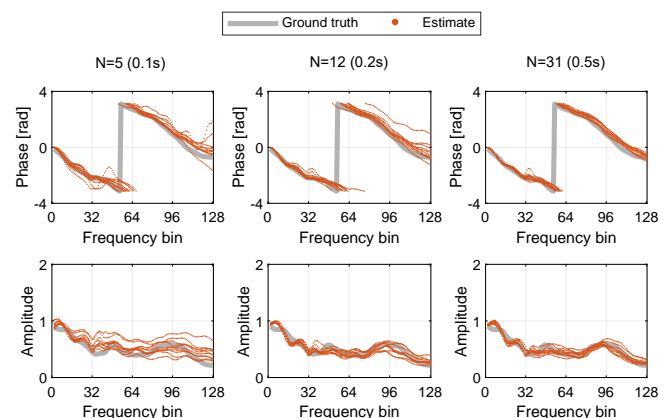 Ground truth Estimate
N=5 (0.1s) N=12 (0.2s) N=31 (0.5s)
4 4 4
Phase [rad] Phase [rad] Phase [rad]
0 0 0
-4 -4 -4
0 32 64 96 128 0 32 64 96 128 0 32 64 96 128
Frequency bin Frequency bin Frequency bin
2 2 2
Amplitude Amplitude Amplitude
1 1 1
0 0 0
0 32 64 96 128 0 32 64 96 128 0 32 64 96 128
Frequency bin Frequency bin Frequency bin